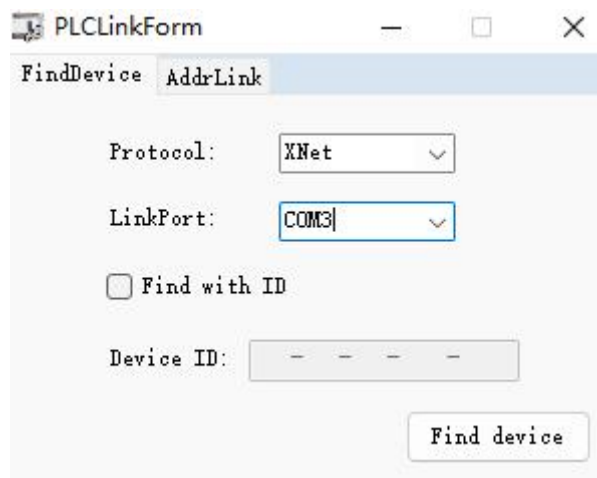 PLCLinkForm
FindDevice AddrLink
Protocol: XNet
LinkPort: COM3
Find with ID
Device ID: - - - -
Find device